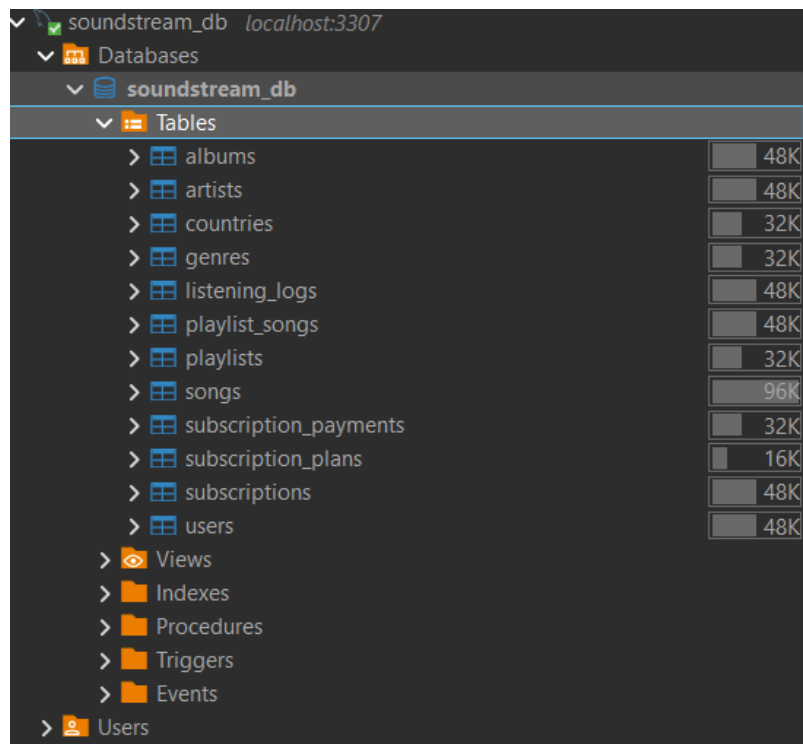 soundstream_db localhost:3307
Databases
soundstream_db
Tables
albums 48K
artists 48K
countries 32K
genres 32K
listening_logs 48K
playlist_songs 48K
playlists 32K
songs 96K
subscription_payments 32K
subscription_plans 16K
subscriptions 48K
users 48K
Views
Indexes
Procedures
Triggers
Events
Users